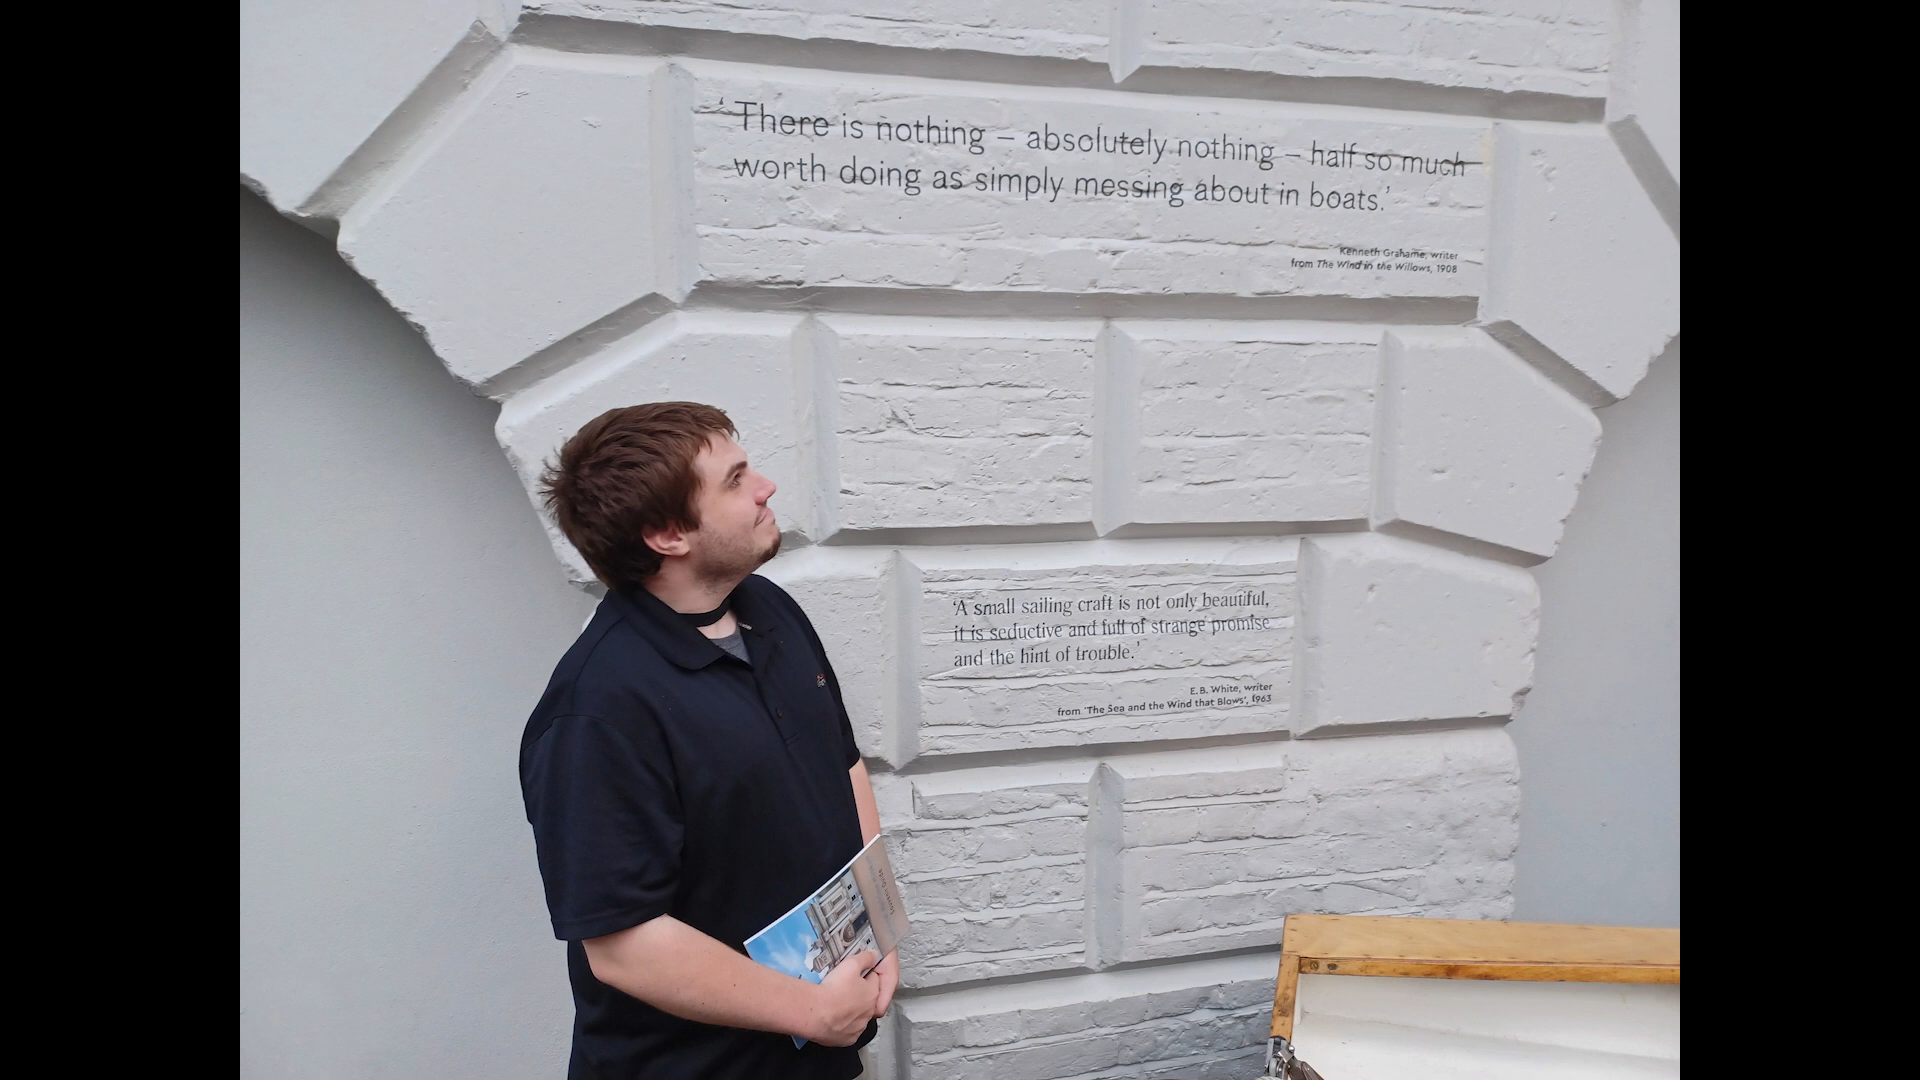 ‘There is nothing – absolutely nothing – half so much
worth doing as simply messing about in boats.’
Kenneth Grahame, writer
from The Wind in the Willows, 1908
‘A small sailing craft is not only beautiful,
it is seductive and full of strange promise
and the hint of trouble.’
E.B. White, writer
from ‘The Sea and the Wind that Blows’, 1963
Souvenir Guide